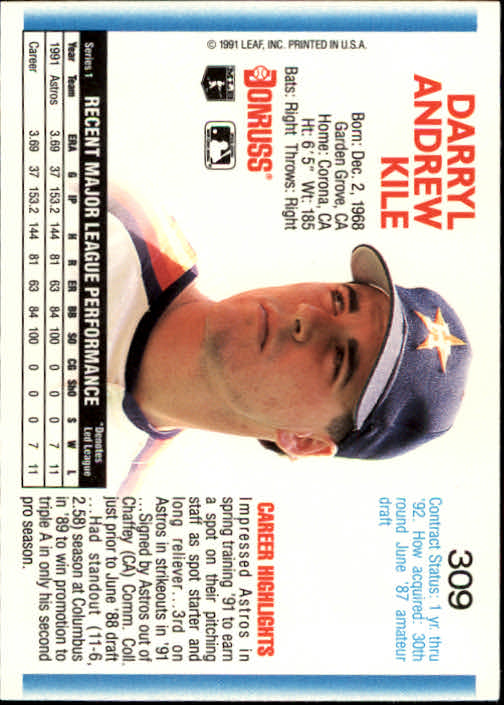 309
DARRYL
ANDREW
KILE
Born: Dec. 2, 1968
Garden Grove, CA
Home: Corona, CA
Ht: 6' 5" Wt: 185
Bats: Right Throws: Right
DONRUSS®
MLB
© 1991 LEAF, INC. PRINTED IN U.S.A.
Contract Status: 1 yr. thru
'92. How acquired: 30th
round June '87 amateur
draft
CAREER HIGHLIGHTS
Impressed Astros in
spring training '91 to earn
a spot on their pitching
staff as spot starter and
long reliever...3rd on
Astros in strikeouts in '91
...Signed by Astros out of
Chaffey (CA) Comm. Coll.
just prior to June '88 draft
...Had standout (11-6,
2.58) season at Columbus
in '89 to win promotion to
triple A in only his second
pro season.
Series 1 RECENT MAJOR LEAGUE PERFORMANCE *Denotes
Led League
Year Team ERA G IP H R ER BB SO CG ShO S W L
1991 Astros 3.69 37 153.2 144 81 63 84 100 0 0 0 7 11
Career 3.69 37 153.2 144 81 63 84 100 0 0 0 7 11